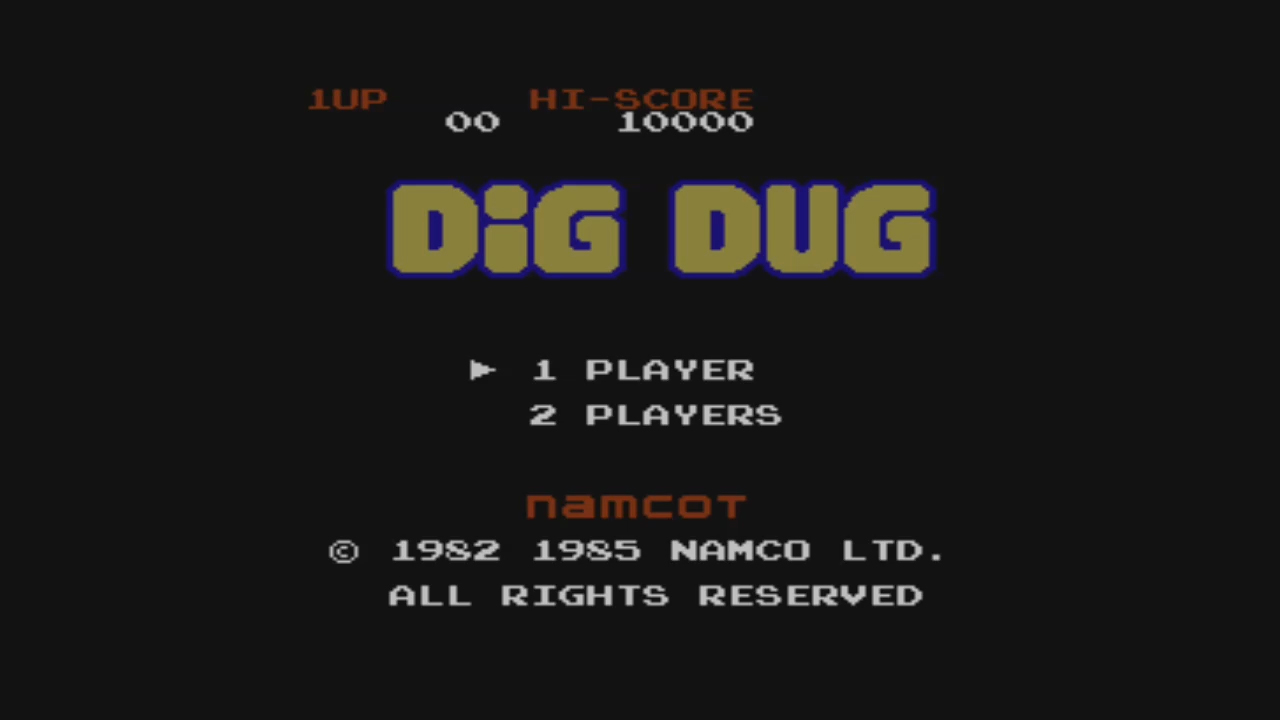 1UP HI-SCORE
00 10000
DiG DUG
1 PLAYER
2 PLAYERS
namcot
© 1982 1985 NAMCO LTD.
ALL RIGHTS RESERVED